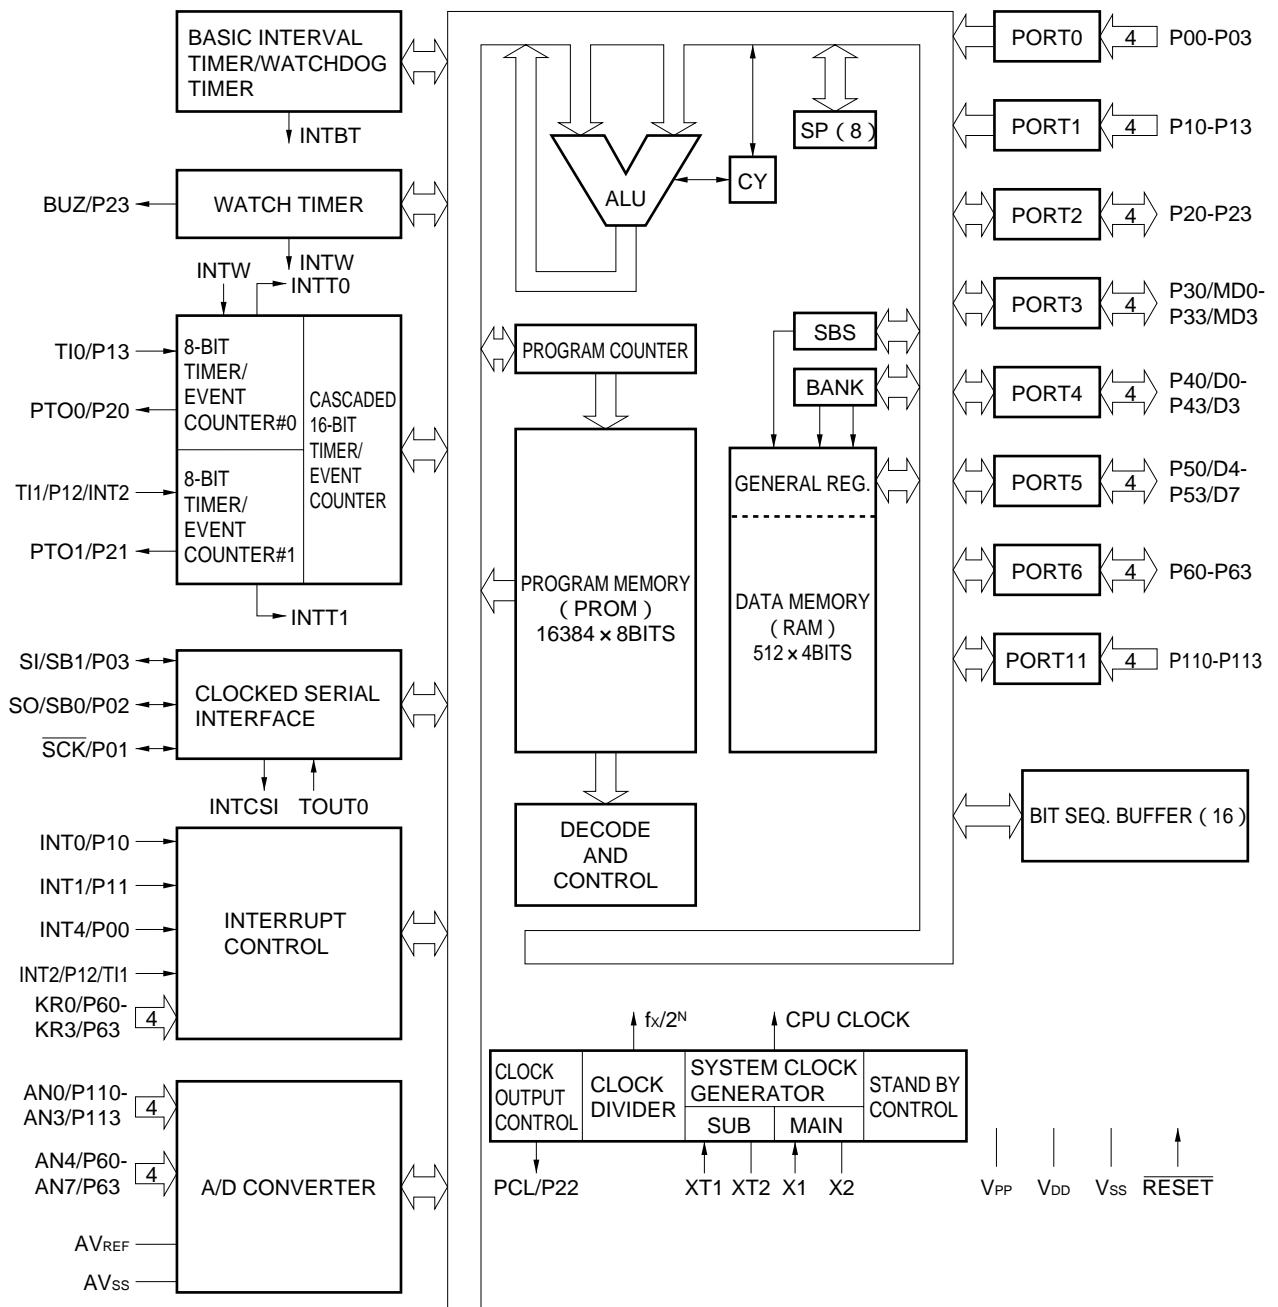 BASIC INTERVAL
TIMER/WATCHDOG
TIMER
INTBT
BUZ/P23
WATCH TIMER
INTW
INTW
INTT0
TI0/P13
PTO0/P20
TI1/P12/INT2
PTO1/P21
8-BIT
TIMER/
EVENT
COUNTER#0
8-BIT
TIMER/
EVENT
COUNTER#1
CASCADED
16-BIT
TIMER/
EVENT
COUNTER
INTT1
SI/SB1/P03
SO/SB0/P02
SCK/P01
CLOCKED SERIAL
INTERFACE
INTCSI
TOUT0
INT0/P10
INT1/P11
INT4/P00
INT2/P12/TI1
KR0/P60-
KR3/P63
4
INTERRUPT
CONTROL
AN0/P110-
AN3/P113
4
AN4/P60-
AN7/P63
4
AVREF
AVSS
A/D CONVERTER
ALU
CY
SP ( 8 )
PROGRAM COUNTER
SBS
BANK
PROGRAM MEMORY
( PROM )
16384 × 8BITS
GENERAL REG.
DATA MEMORY
( RAM )
512 × 4BITS
DECODE
AND
CONTROL
fX/2N
CPU CLOCK
CLOCK
OUTPUT
CONTROL
CLOCK
DIVIDER
SYSTEM CLOCK
GENERATOR
SUB
MAIN
STAND BY
CONTROL
PCL/P22
XT1
XT2
X1
X2
VPP
VDD
VSS
RESET
PORT0
4
P00-P03
PORT1
4
P10-P13
PORT2
4
P20-P23
PORT3
4
P30/MD0-
P33/MD3
PORT4
4
P40/D0-
P43/D3
PORT5
4
P50/D4-
P53/D7
PORT6
4
P60-P63
PORT11
4
P110-P113
BIT SEQ. BUFFER ( 16 )